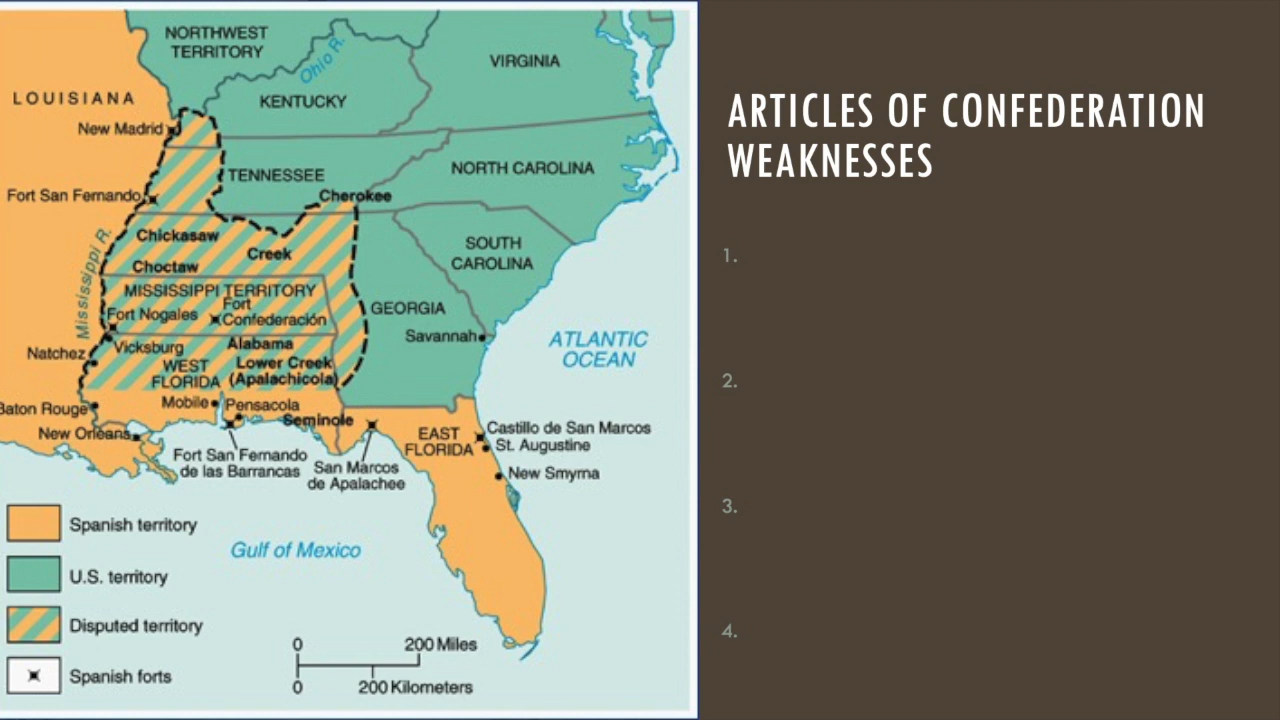 NORTHWEST
TERRITORY
VIRGINIA
Ohio R.
LOUISIANA
KENTUCKY
New Madrid
TENNESSEE
NORTH CAROLINA
Fort San Fernando
Cherokee
Chickasaw
Creek
SOUTH
CAROLINA
Choctaw
Mississippi R.
MISSISSIPPI TERRITORY
Fort Nogales
Fort
Confederación
GEORGIA
Savannah
ATLANTIC
OCEAN
Natchez
Vicksburg
Alabama
WEST
FLORIDA
Lower Creek
(Apalachicola)
Baton Rouge
Mobile
Pensacola
Seminole
New Orleans
EAST
FLORIDA
Castillo de San Marcos
St. Augustine
Fort San Fernando
de las Barrancas
San Marcos
de Apalachee
New Smyrna
Spanish territory
Gulf of Mexico
U.S. territory
Disputed territory
Spanish forts
0 200 Miles
0 200 Kilometers
ARTICLES OF CONFEDERATION
WEAKNESSES
1.
2.
3.
4.